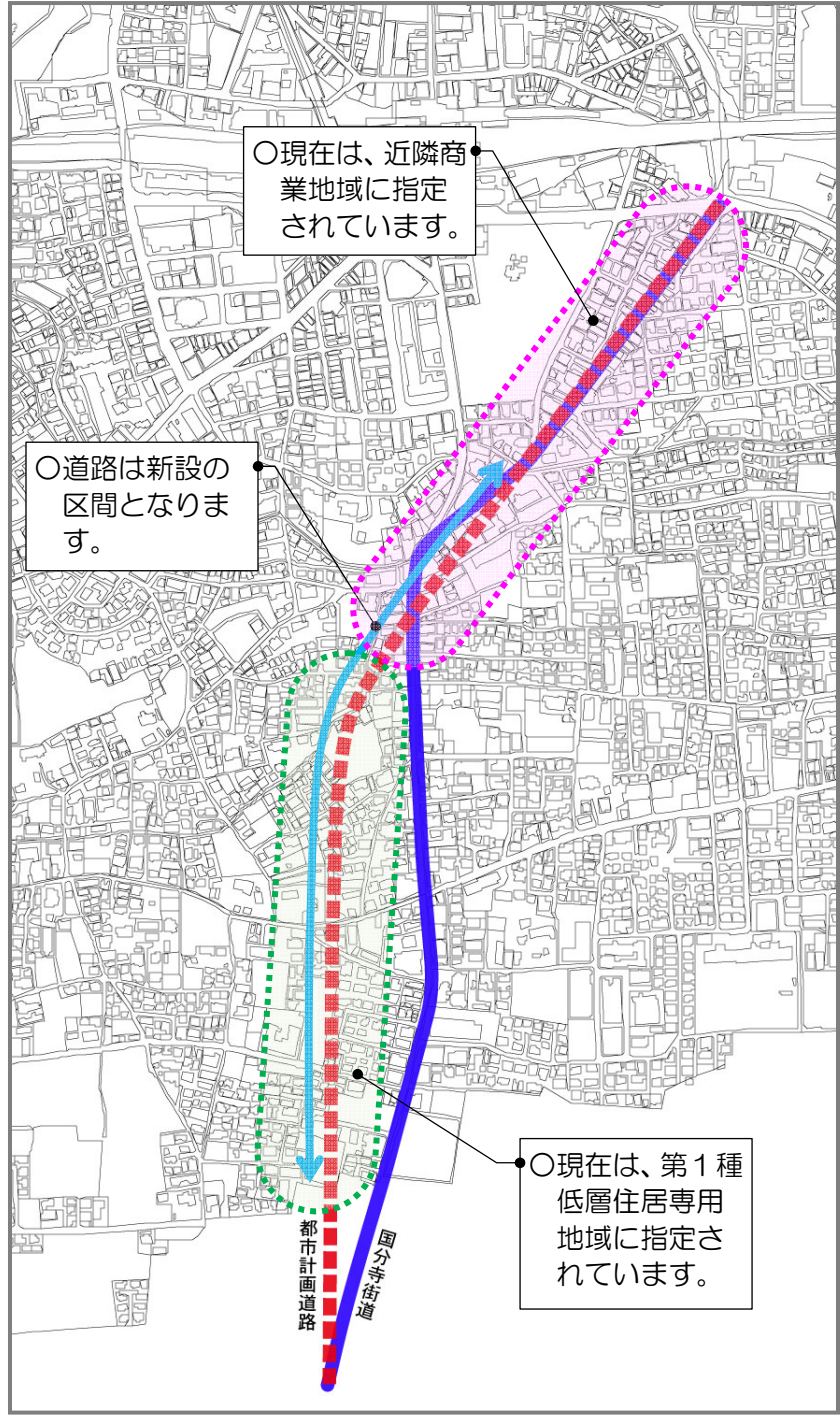 〇現在は、近隣商
業地域に指定
されています。
〇道路は新設の
区間となりま
す。
〇現在は、第1種
低層住居専用
地域に指定さ
れています。
都市計画道路
国分寺街道